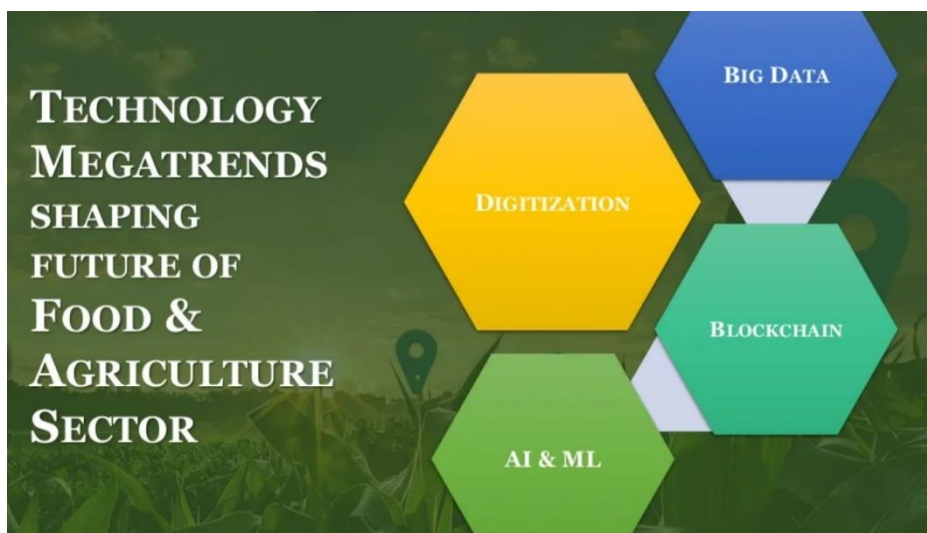 TECHNOLOGY
MEGATRENDS
SHAPING
FUTURE OF
FOOD &
AGRICULTURE
SECTOR
BIG DATA
DIGITIZATION
BLOCKCHAIN
AI & ML